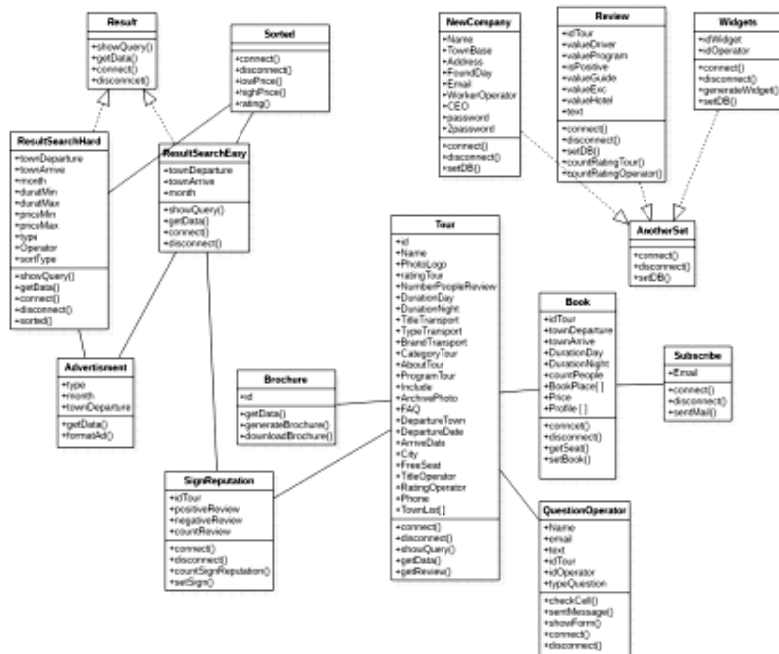 Result
+showQuery()
+getData()
+connect()
+disconncet()
Sorted
+connect()
+disconnect()
+lowPrice()
+highPrice()
+rating()
NewCompany
+Name
+TownBase
+Address
+FoundDay
+Email
+WorkerOperator
+CEO
+password
+2password
+connect()
+disconnect()
+setDB()
Review
+idTour
+valueDriver
+valueProgram
+isPositive
+valueGuide
+valueExc
+valueHotel
+text
+connect()
+disconnect()
+setDB()
+countRatingTour()
+countRatingOperator()
Widgets
+idWidget
+idOperator
+connect()
+disconnect()
+generateWidget()
+setDB()
ResultSearchHard
+townDeparture
+townArrive
+month
+duratMin
+duratMax
+priceMin
+priceMax
+type
+Operator
+sortType
+showQuery()
+getData()
+connect()
+disconnect()
+sorted()
ResultSearchEasy
+townDeparture
+townArrive
+month
+showQuery()
+getData()
+connect()
+disconnect()
AnotherSet
+connect()
+disconnect()
+setDB()
Tour
+id
+Name
+PhotoLogo
+ratingTour
+NumberPeopleReview
+DurationDay
+DurationNight
+TitleTransport
+TypeTransport
+BrandTransport
+CategoryTour
+AboutTour
+ProgramTour
+Include
+ArchivePhoto
+FAQ
+DepartureTown
+DepartureDate
+ArriveDate
+City
+FreeSeat
+TitleOperator
+RatingOperator
+Phone
+TownList[]
+connect()
+disconnect()
+showQuery()
+getData()
+getReview()
Book
+idTour
+townDeparture
+townArrive
+DurationDay
+DurationNight
+countPeople
+BookPlace[]
+Price
+Profile []
+conncet()
+disconnect()
+getSeat()
+setBook()
Subscribe
+Email
+connect()
+disconnect()
+sentMail()
Advertisment
+type
+month
+townDeparture
+getData()
+formatAd()
Brochure
+id
+getData()
+generateBrochure()
+downloadBrochure()
SignReputation
+idTour
+positiveReview
+negativeReview
+countReview
+connect()
+disconnect()
+countSignReputation()
+setSign()
QuestionOperator
+Name
+email
+text
+idTour
+idOperator
+typeQuestion
+checkCell()
+sentMessage()
+showForm()
+connect()
+disconnect()